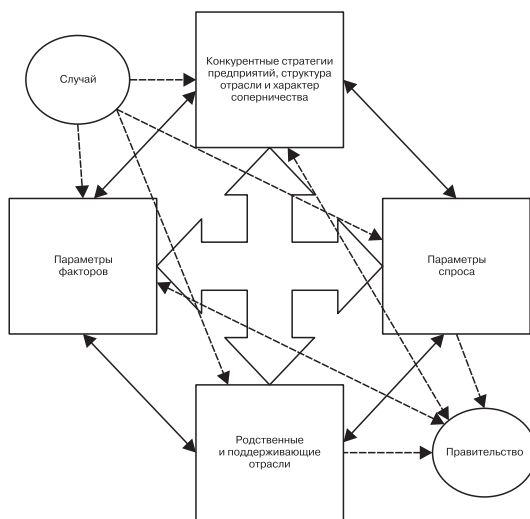 Случай
Конкурентные стратегии
предприятий, структура
отрасли и характер
соперничества
Параметры
факторов
Параметры
спроса
Родственные
и поддерживающие
отрасли
Правительство